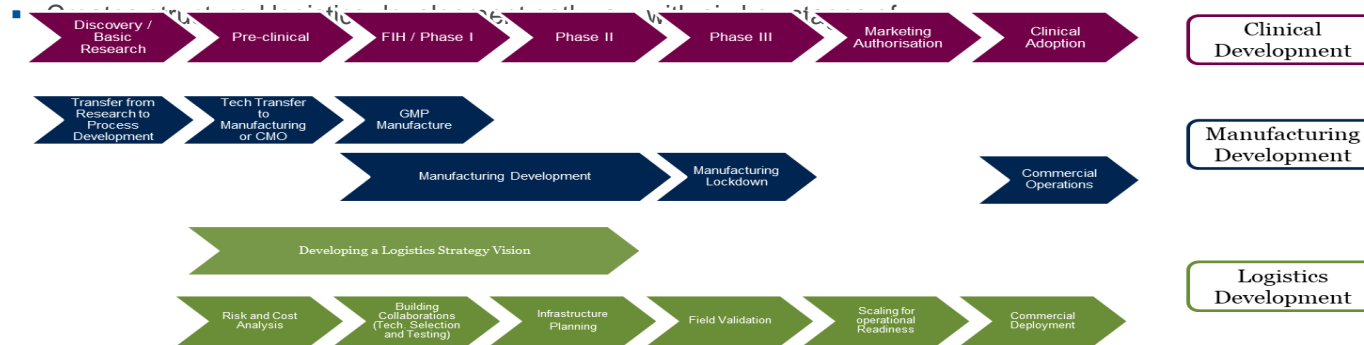 Discovery /
Basic
Research
Pre-clinical
FIH / Phase I
Phase II
Phase III
Marketing
Authorisation
Clinical
Adoption
Clinical
Development
Transfer from
Research to
Process
Development
Tech Transfer
to
Manufacturing
or CMO
GMP
Manufacture
Manufacturing Development
Manufacturing
Lockdown
Commercial
Operations
Manufacturing
Development
Developing a Logistics Strategy Vision
Risk and Cost
Analysis
Building
Collaborations
(Tech. Selection
and Testing)
Infrastructure
Planning
Field Validation
Scaling for
operational
Readiness
Commercial
Deployment
Logistics
Development